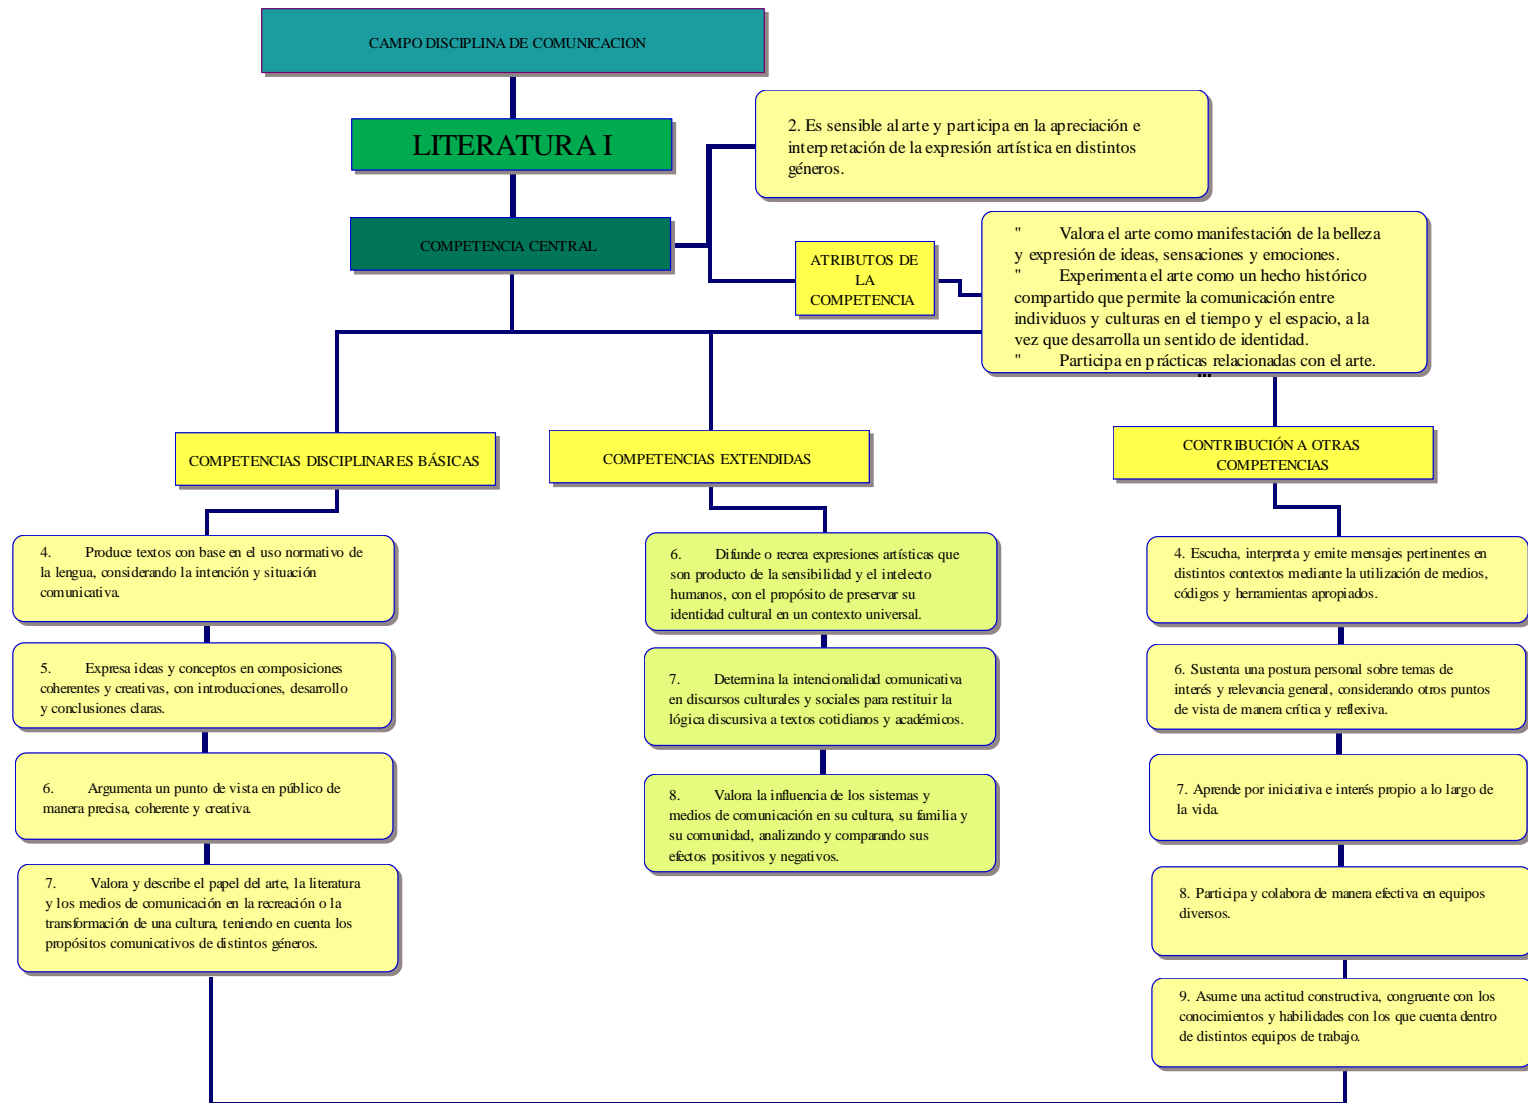 CAMPO DISCIPLINA DE COMUNICACION
LITERATURA I
2. Es sensible al arte y participa en la apreciación e
interpretación de la expresión artística en distintos
géneros.
COMPETENCIA CENTRAL
ATRIBUTOS DE
LA
COMPETENCIA
" Valora el arte como manifestación de la belleza
y expresión de ideas, sensaciones y emociones.
" Experimenta el arte como un hecho histórico
compartido que permite la comunicación entre
individuos y culturas en el tiempo y el espacio, a la
vez que desarrolla un sentido de identidad.
" Participa en prácticas relacionadas con el arte.
...
COMPETENCIAS DISCIPLINARES BÁSICAS
4. Produce textos con base en el uso normativo de
la lengua, considerando la intención y situación
comunicativa.
5. Expresa ideas y conceptos en composiciones
coherentes y creativas, con introducciones, desarrollo
y conclusiones claras.
6. Argumenta un punto de vista en público de
manera precisa, coherente y creativa.
7. Valora y describe el papel del arte, la literatura
y los medios de comunicación en la recreación o la
transformación de una cultura, teniendo en cuenta los
propósitos comunicativos de distintos géneros.
COMPETENCIAS EXTENDIDAS
6. Difunde o recrea expresiones artísticas que
son producto de la sensibilidad y el intelecto
humanos, con el propósito de preservar su
identidad cultural en un contexto universal.
7. Determina la intencionalidad comunicativa
en discursos culturales y sociales para restituir la
lógica discursiva a textos cotidianos y académicos.
8. Valora la influencia de los sistemas y
medios de comunicación en su cultura, su familia y
su comunidad, analizando y comparando sus
efectos positivos y negativos.
CONTRIBUCIÓN A OTRAS
COMPETENCIAS
4. Escucha, interpreta y emite mensajes pertinentes en
distintos contextos mediante la utilización de medios,
códigos y herramientas apropiados.
6. Sustenta una postura personal sobre temas de
interés y relevancia general, considerando otros puntos
de vista de manera crítica y reflexiva.
7. Aprende por iniciativa e interés propio a lo largo de
la vida.
8. Participa y colabora de manera efectiva en equipos
diversos.
9. Asume una actitud constructiva, congruente con los
conocimientos y habilidades con los que cuenta dentro
de distintos equipos de trabajo.